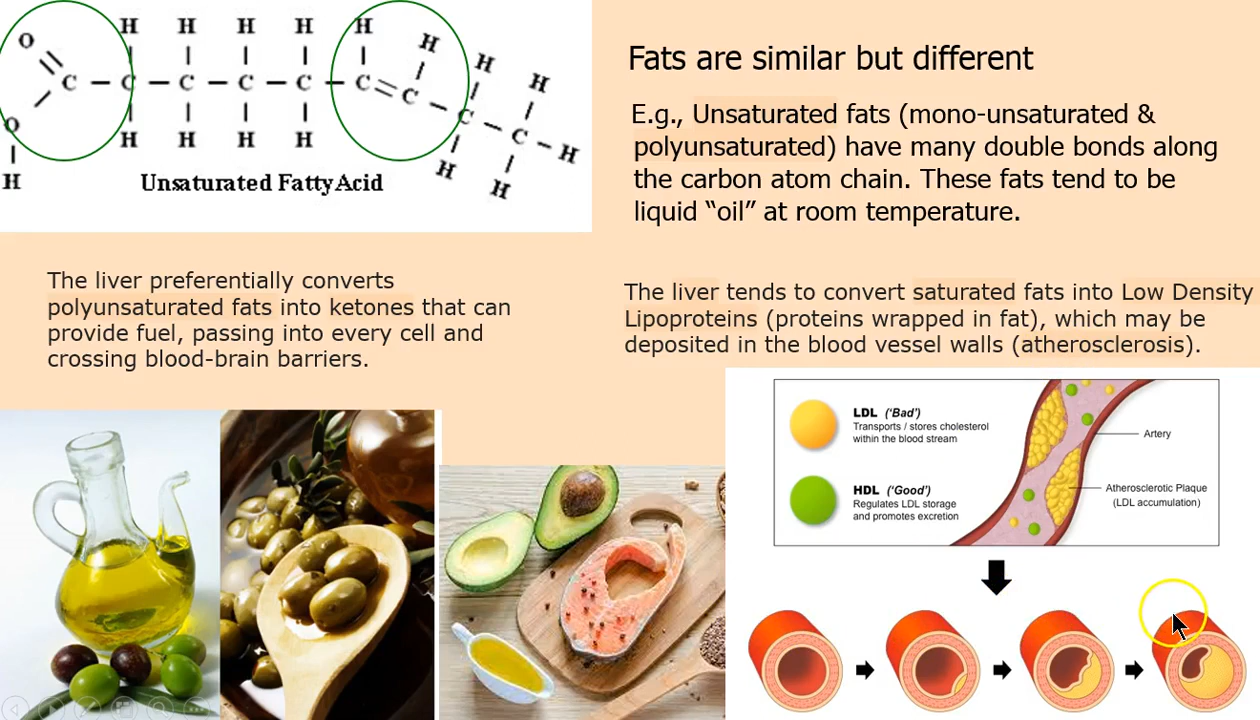 O H H H H H H H H
C – C – C – C – C – C = C – C – C – H
O H H H H H H
H
Unsaturated FattyAcid
Fats are similar but different
E.g., Unsaturated fats (mono-unsaturated &
polyunsaturated) have many double bonds along
the carbon atom chain. These fats tend to be
liquid “oil” at room temperature.
The liver preferentially converts
polyunsaturated fats into ketones that can
provide fuel, passing into every cell and
crossing blood-brain barriers.
The liver tends to convert saturated fats into Low Density
Lipoproteins (proteins wrapped in fat), which may be
deposited in the blood vessel walls (atherosclerosis).
LDL (‘Bad’)
Transports / stores cholesterol
within the blood stream
HDL (‘Good’)
Regulates LDL storage
and promotes excretion
Artery
Atherosclerotic Plaque
(LDL accumulation)